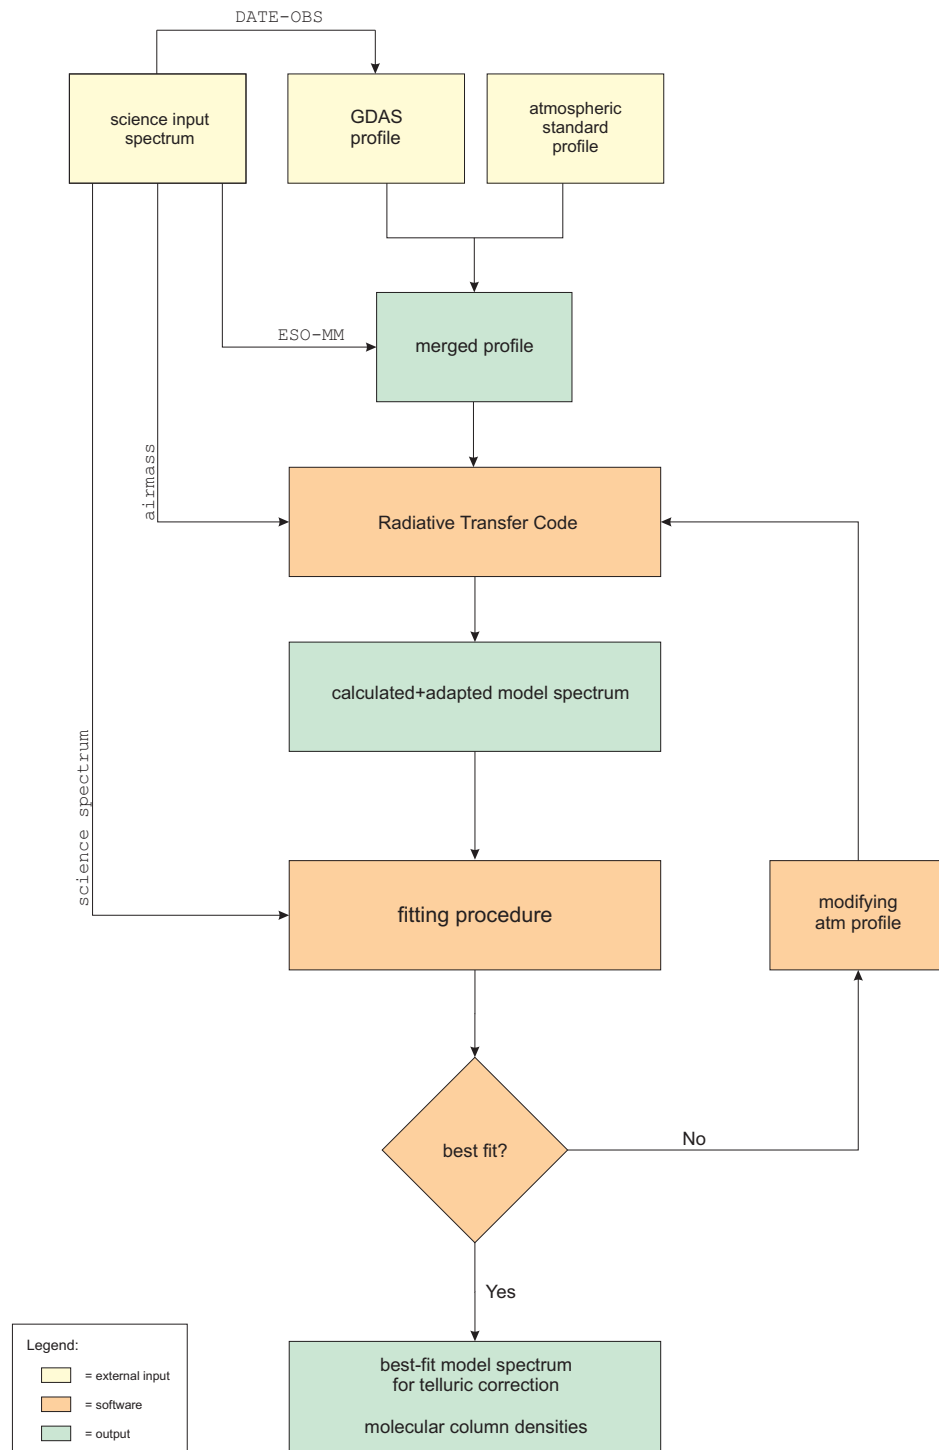 DATE-OBS
science input
spectrum
GDAS
profile
atmospheric
standard
profile
ESO-MM
merged profile
airmass
Radiative Transfer Code
calculated+adapted model spectrum
science spectrum
fitting procedure
modifying
atm profile
best fit?
No
Yes
Legend:
= external input
= software
= output
best-fit model spectrum
for telluric correction
molecular column densities